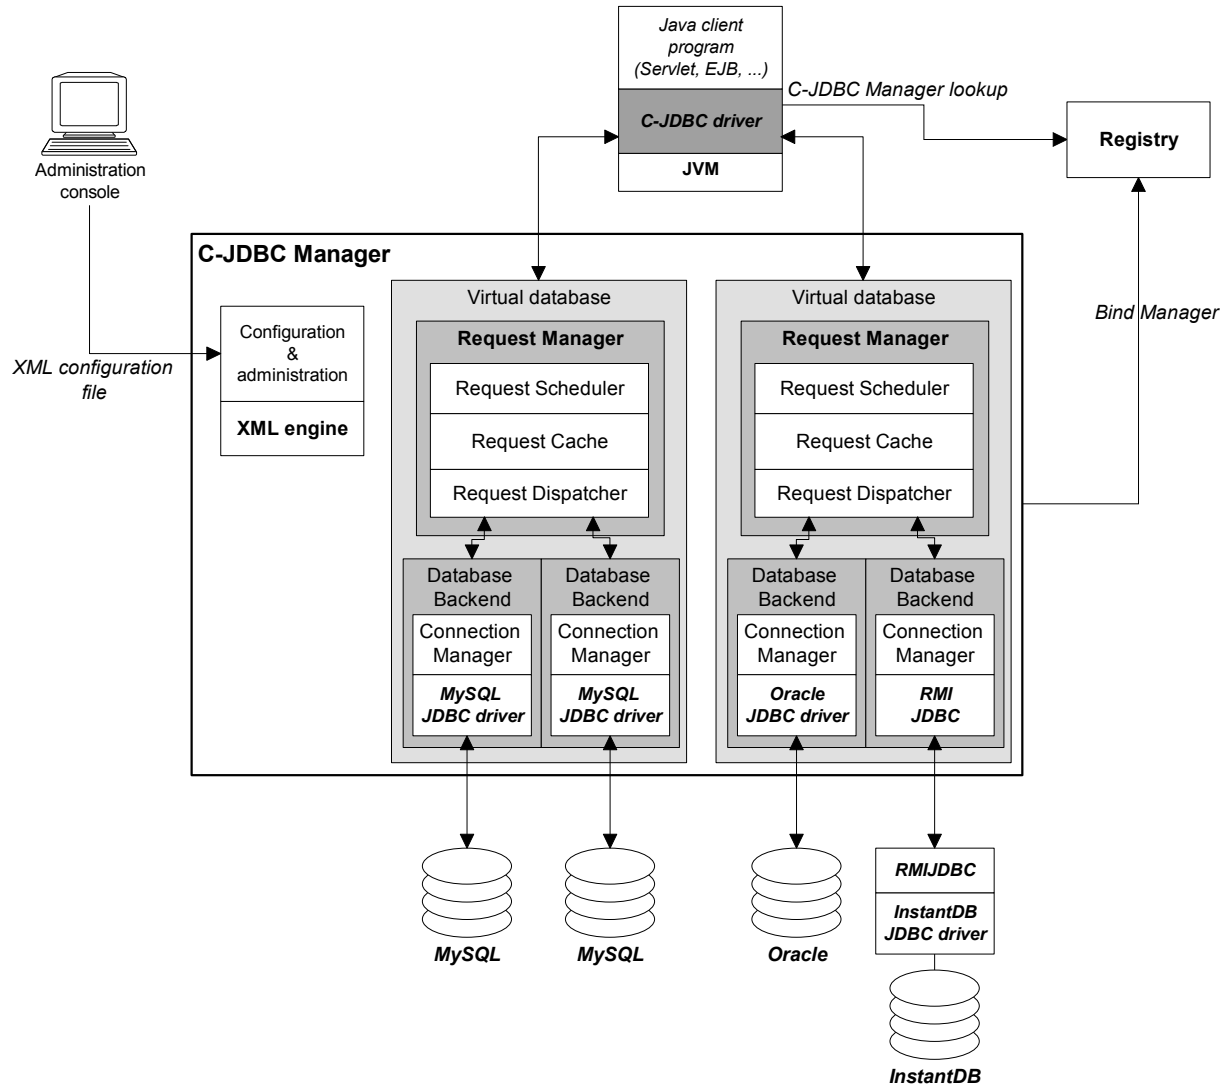 Java client
program
(Servlet, EJB, ...)
C-JDBC driver
JVM
C-JDBC Manager lookup
Registry
Administration
console
C-JDBC Manager
Bind Manager
XML configuration
file
Configuration
&
administration
XML engine
Virtual database
Request Manager
Request Scheduler
Request Cache
Request Dispatcher
Database
Backend
Connection
Manager
MySQL
JDBC driver
Database
Backend
Connection
Manager
MySQL
JDBC driver
Virtual database
Request Manager
Request Scheduler
Request Cache
Request Dispatcher
Database
Backend
Connection
Manager
Oracle
JDBC driver
Database
Backend
Connection
Manager
RMI
JDBC
MySQL
MySQL
Oracle
RMIJDBC
InstantDB
JDBC driver
InstantDB